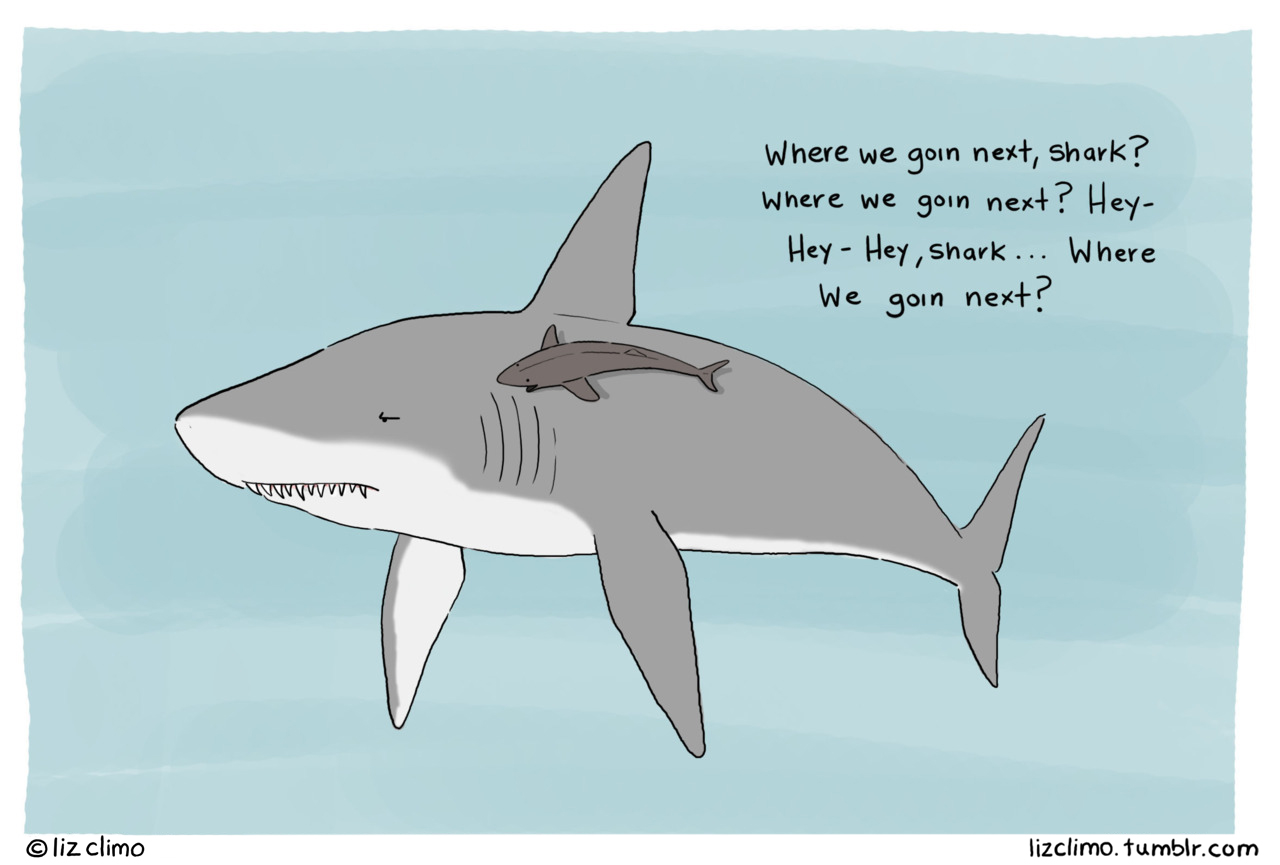 Where we goin next, shark?
Where we goin next? Hey-
Hey - Hey, shark... Where
We goin next?
© liz climo
lizclimo.tumblr.com